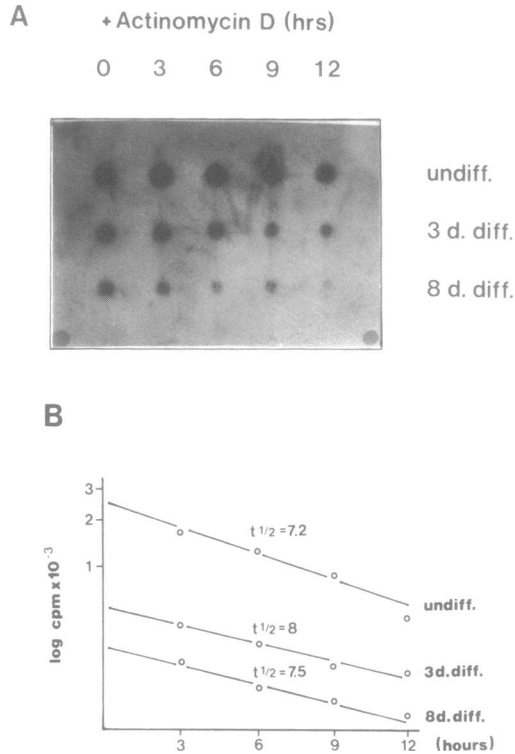 A
+Actinomycin D (hrs)
0 3 6 9 12
undiff.
3 d. diff.
8 d. diff.
B
3
2
1
log cpm x 10⁻³
t 1/2 = 7.2
t 1/2 = 8
t 1/2 = 7.5
undiff.
3d.diff.
8d.diff.
3 6 9 12 (hours)